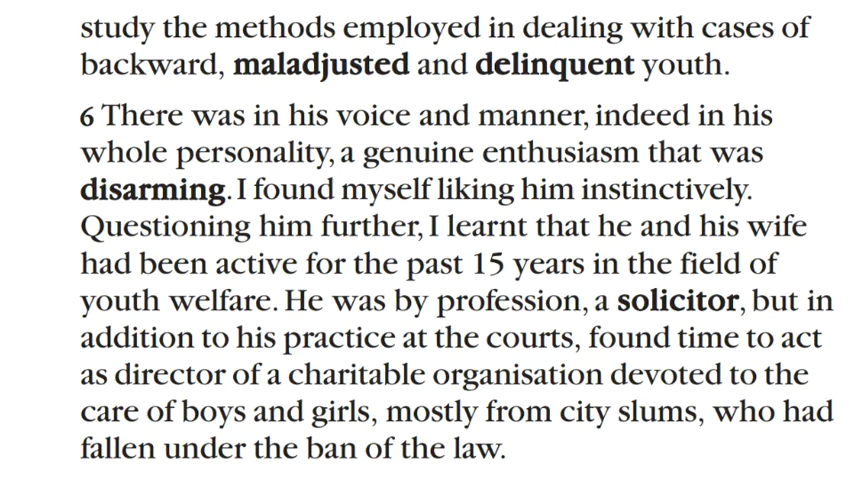 study the methods employed in dealing with cases of
backward, maladjusted and delinquent youth.
6 There was in his voice and manner, indeed in his
whole personality, a genuine enthusiasm that was
disarming. I found myself liking him instinctively.
Questioning him further, I learnt that he and his wife
had been active for the past 15 years in the field of
youth welfare. He was by profession, a solicitor, but in
addition to his practice at the courts, found time to act
as director of a charitable organisation devoted to the
care of boys and girls, mostly from city slums, who had
fallen under the ban of the law.